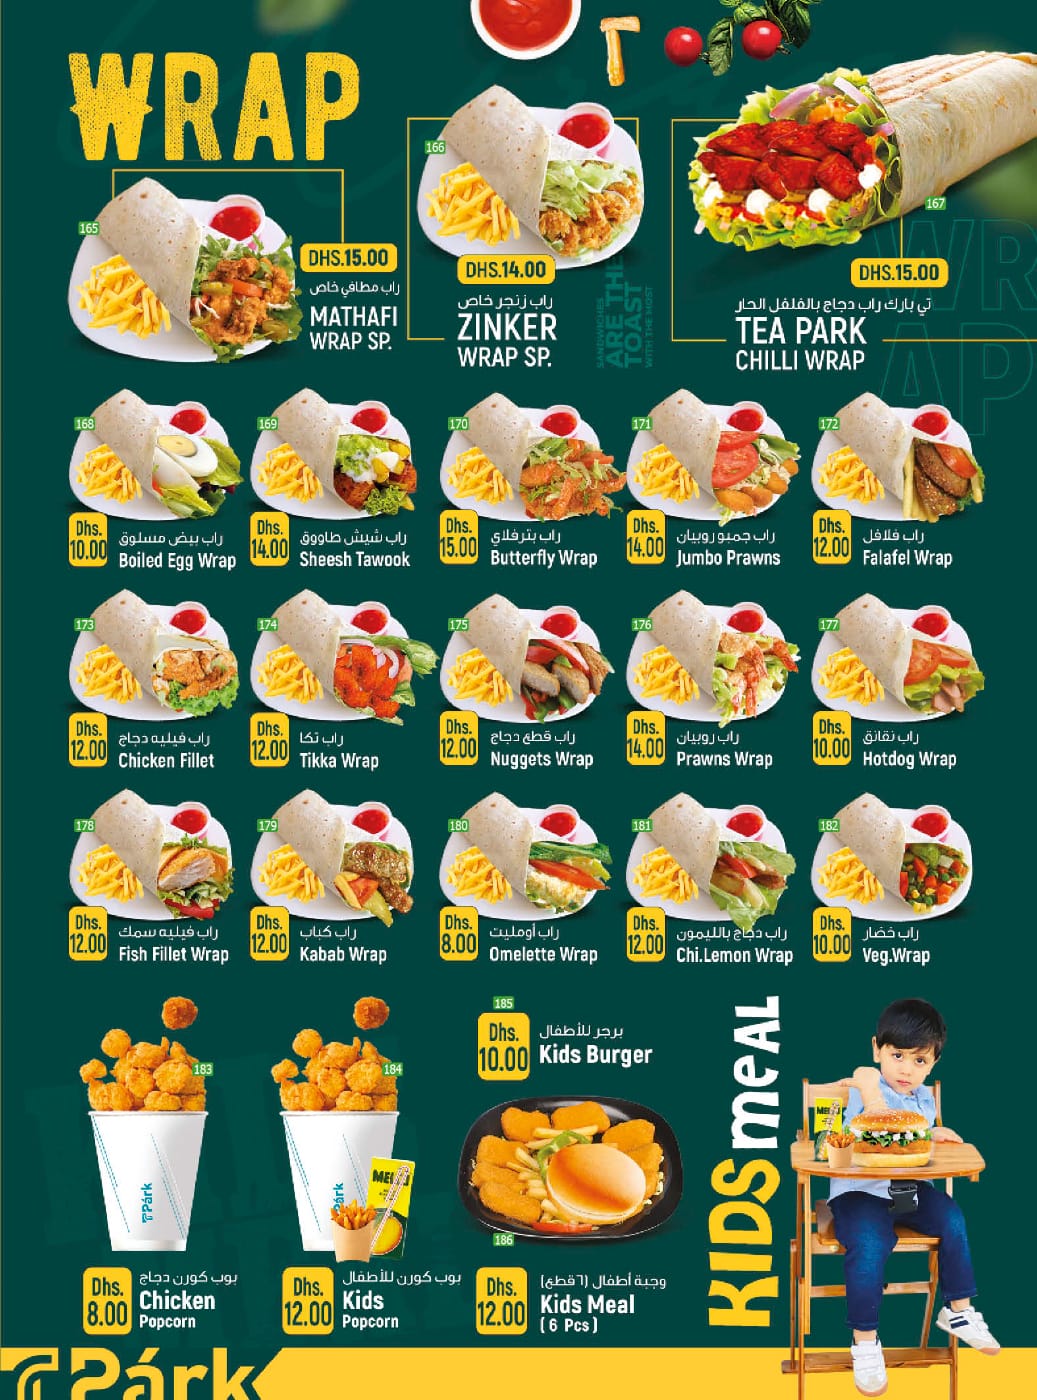 WRAP
165
DHS.15.00
راب مطافي خاص
MATHAFI
WRAP SP.
166
DHS.14.00
راب زنجر خاص
ZINKER
WRAP SP.
SANDWICHES
ARE THE
TOAST
WITH THE MOST
167
DHS.15.00
تي بارك راب دجاج بالفلفل الحار
TEA PARK
CHILLI WRAP
WR
AP
168
Dhs.
10.00
راب بيض مسلوق
Boiled Egg Wrap
169
Dhs.
14.00
راب شيش طاووق
Sheesh Tawook
170
Dhs.
15.00
راب بترفلاي
Butterfly Wrap
171
Dhs.
14.00
راب جمبو روبيان
Jumbo Prawns
172
Dhs.
12.00
راب فلافل
Falafel Wrap
173
Dhs.
12.00
راب فيليه دجاج
Chicken Fillet
174
Dhs.
12.00
راب تكا
Tikka Wrap
175
Dhs.
12.00
راب قطع دجاج
Nuggets Wrap
176
Dhs.
14.00
راب روبيان
Prawns Wrap
177
Dhs.
10.00
راب نقانق
Hotdog Wrap
178
Dhs.
12.00
راب فيليه سمك
Fish Fillet Wrap
179
Dhs.
12.00
راب كباب
Kabab Wrap
180
Dhs.
8.00
راب أومليت
Omelette Wrap
181
Dhs.
12.00
راب دجاج بالليمون
Chi.Lemon Wrap
182
Dhs.
10.00
راب خضار
Veg.Wrap
183
Párk
Dhs.
8.00
بوب كورن دجاج
Chicken
Popcorn
184
Párk
Dhs.
12.00
بوب كورن للأطفال
Kids
Popcorn
185
Dhs.
10.00
برجر للأطفال
Kids Burger
186
Dhs.
12.00
وجبة أطفال (٦ قطع)
Kids Meal
( 6 Pcs )
KIDS meAL
Párk